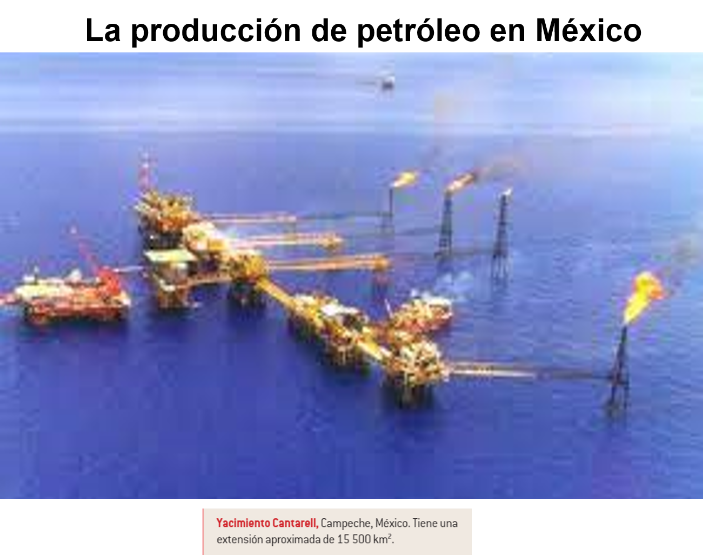 La producción de petróleo en México
Yacimiento Cantarell, Campeche, México. Tiene una
extensión aproximada de 15 500 km².